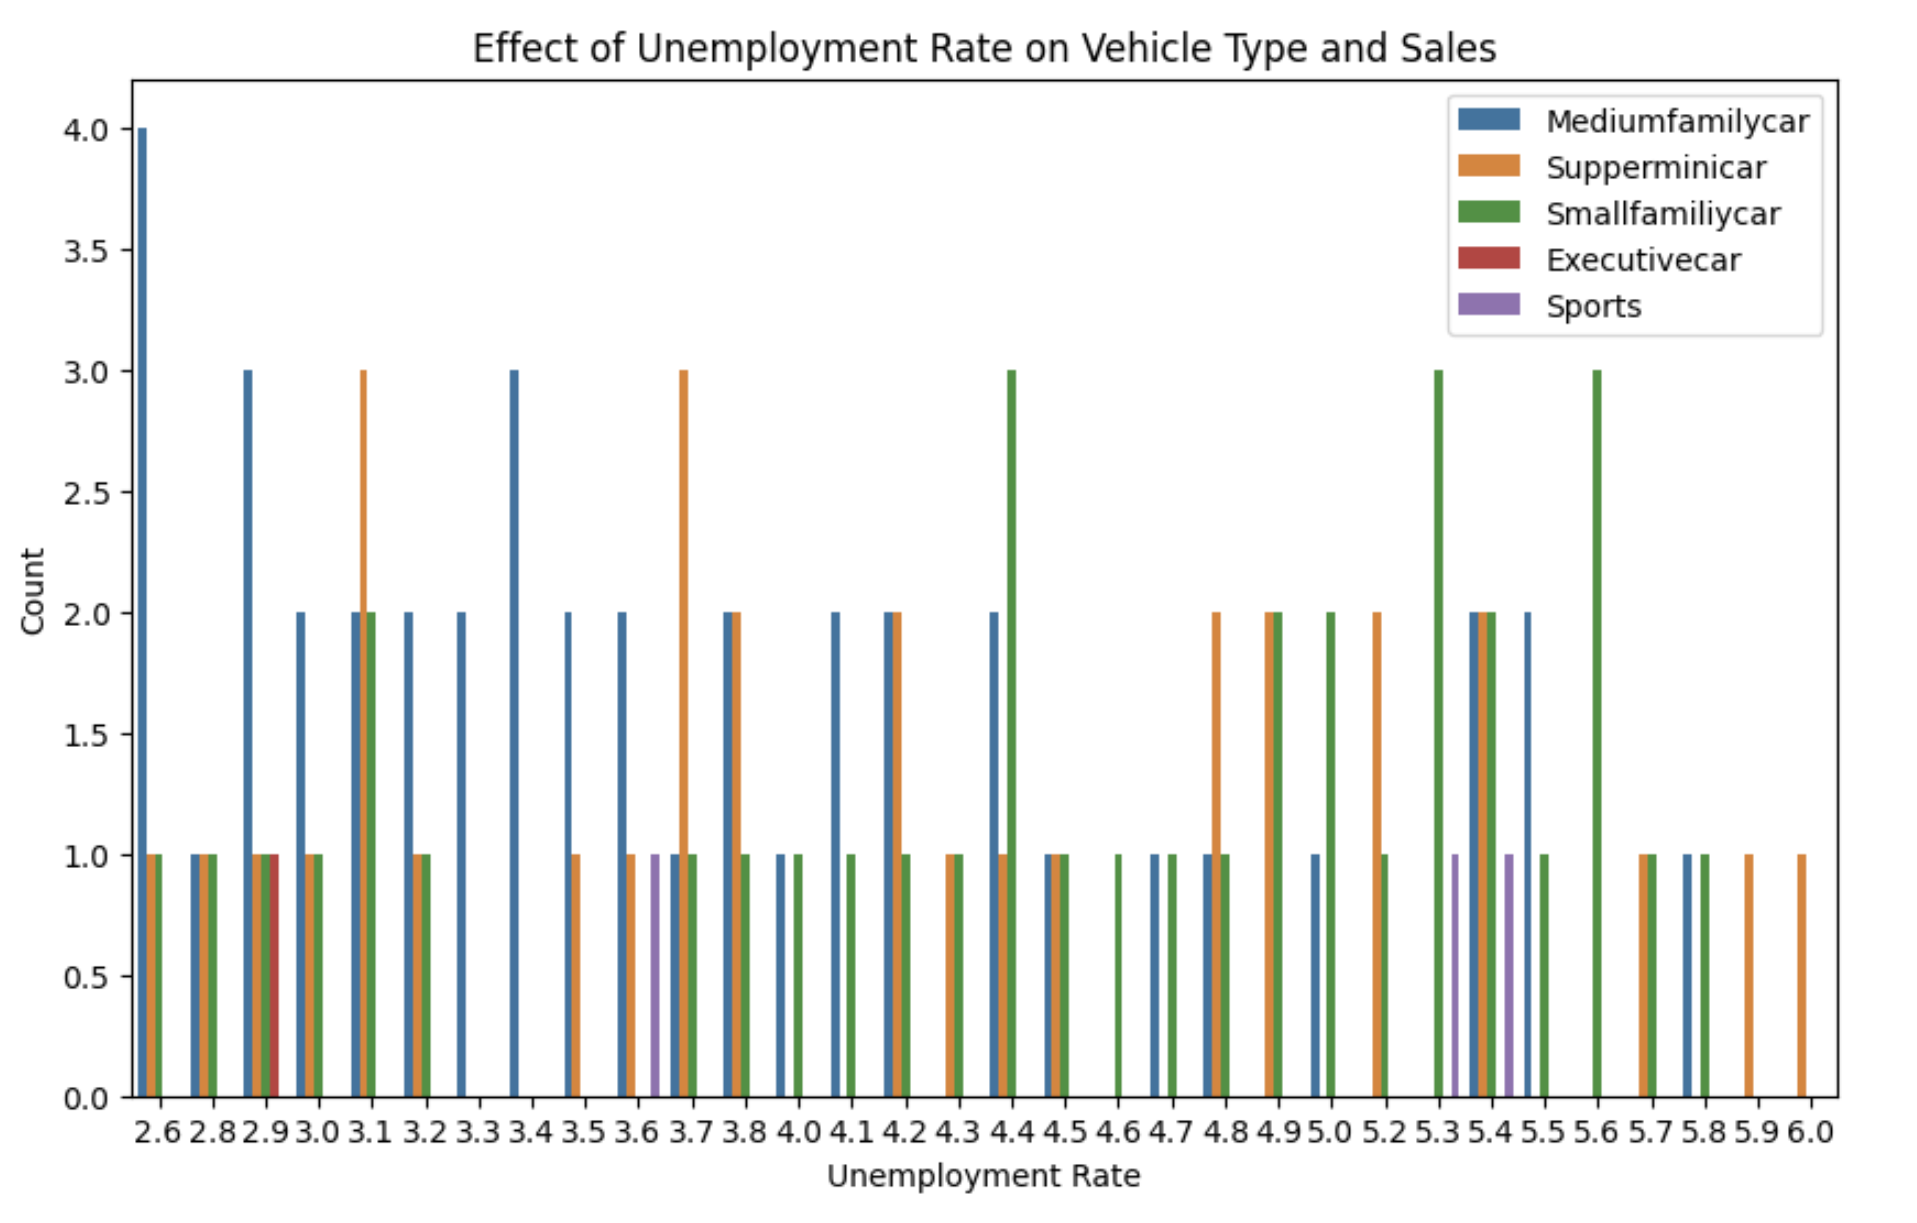 Effect of Unemployment Rate on Vehicle Type and Sales
Mediumfamilycar
Supperminicar
Smallfamiliycar
Executivecar
Sports
4.0
3.5
3.0
2.5
2.0
1.5
1.0
0.5
0.0
Count
2.6 2.8 2.9 3.0 3.1 3.2 3.3 3.4 3.5 3.6 3.7 3.8 4.0 4.1 4.2 4.3 4.4 4.5 4.6 4.7 4.8 4.9 5.0 5.2 5.3 5.4 5.5 5.6 5.7 5.8 5.9 6.0
Unemployment Rate